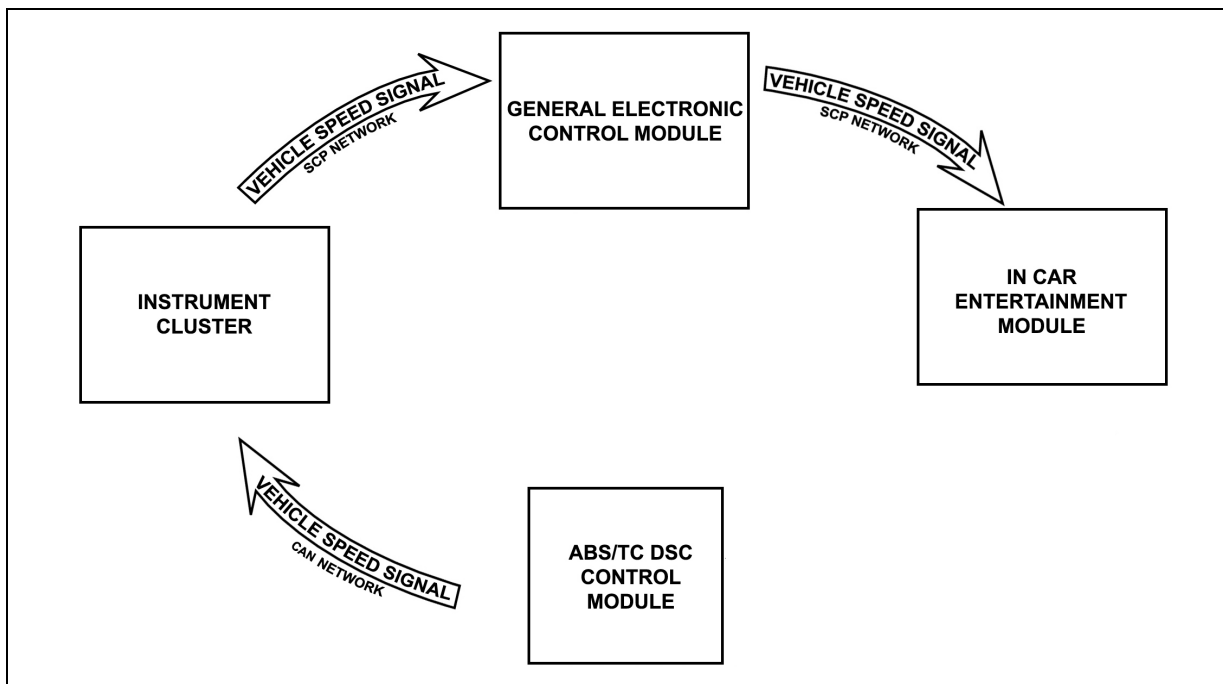 VEHICLE SPEED SIGNAL
SCP NETWORK
GENERAL ELECTRONIC
CONTROL MODULE
VEHICLE SPEED SIGNAL
SCP NETWORK
INSTRUMENT
CLUSTER
IN CAR
ENTERTAINMENT
MODULE
VEHICLE SPEED SIGNAL
CAN NETWORK
ABS/TC DSC
CONTROL
MODULE